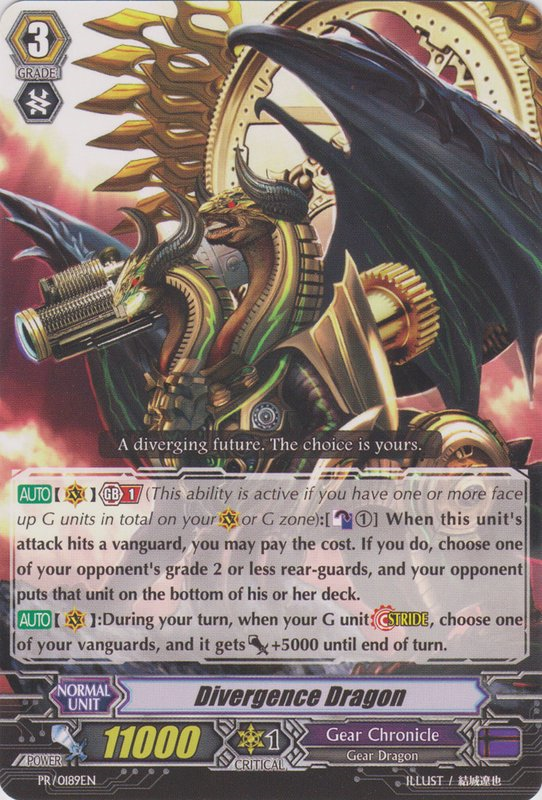 3
GRADE
A diverging future. The choice is yours.
AUTO【V】GB 1 (This ability is active if you have one or more face
up G units in total on your V or G zone):[①] When this unit's
attack hits a vanguard, you may pay the cost. If you do, choose
one of your opponent's grade 2 or less rear-guards, and your opponent
puts that unit on the bottom of his or her deck.
AUTO【V】:During your turn, when your G unit STRIDE, choose one
of your vanguards, and it gets +5000 until end of turn.
NORMAL
UNIT
Divergence Dragon
POWER 11000
1
CRITICAL
Gear Chronicle
Gear Dragon
PR/0189EN
ILLUST / 結城遼也